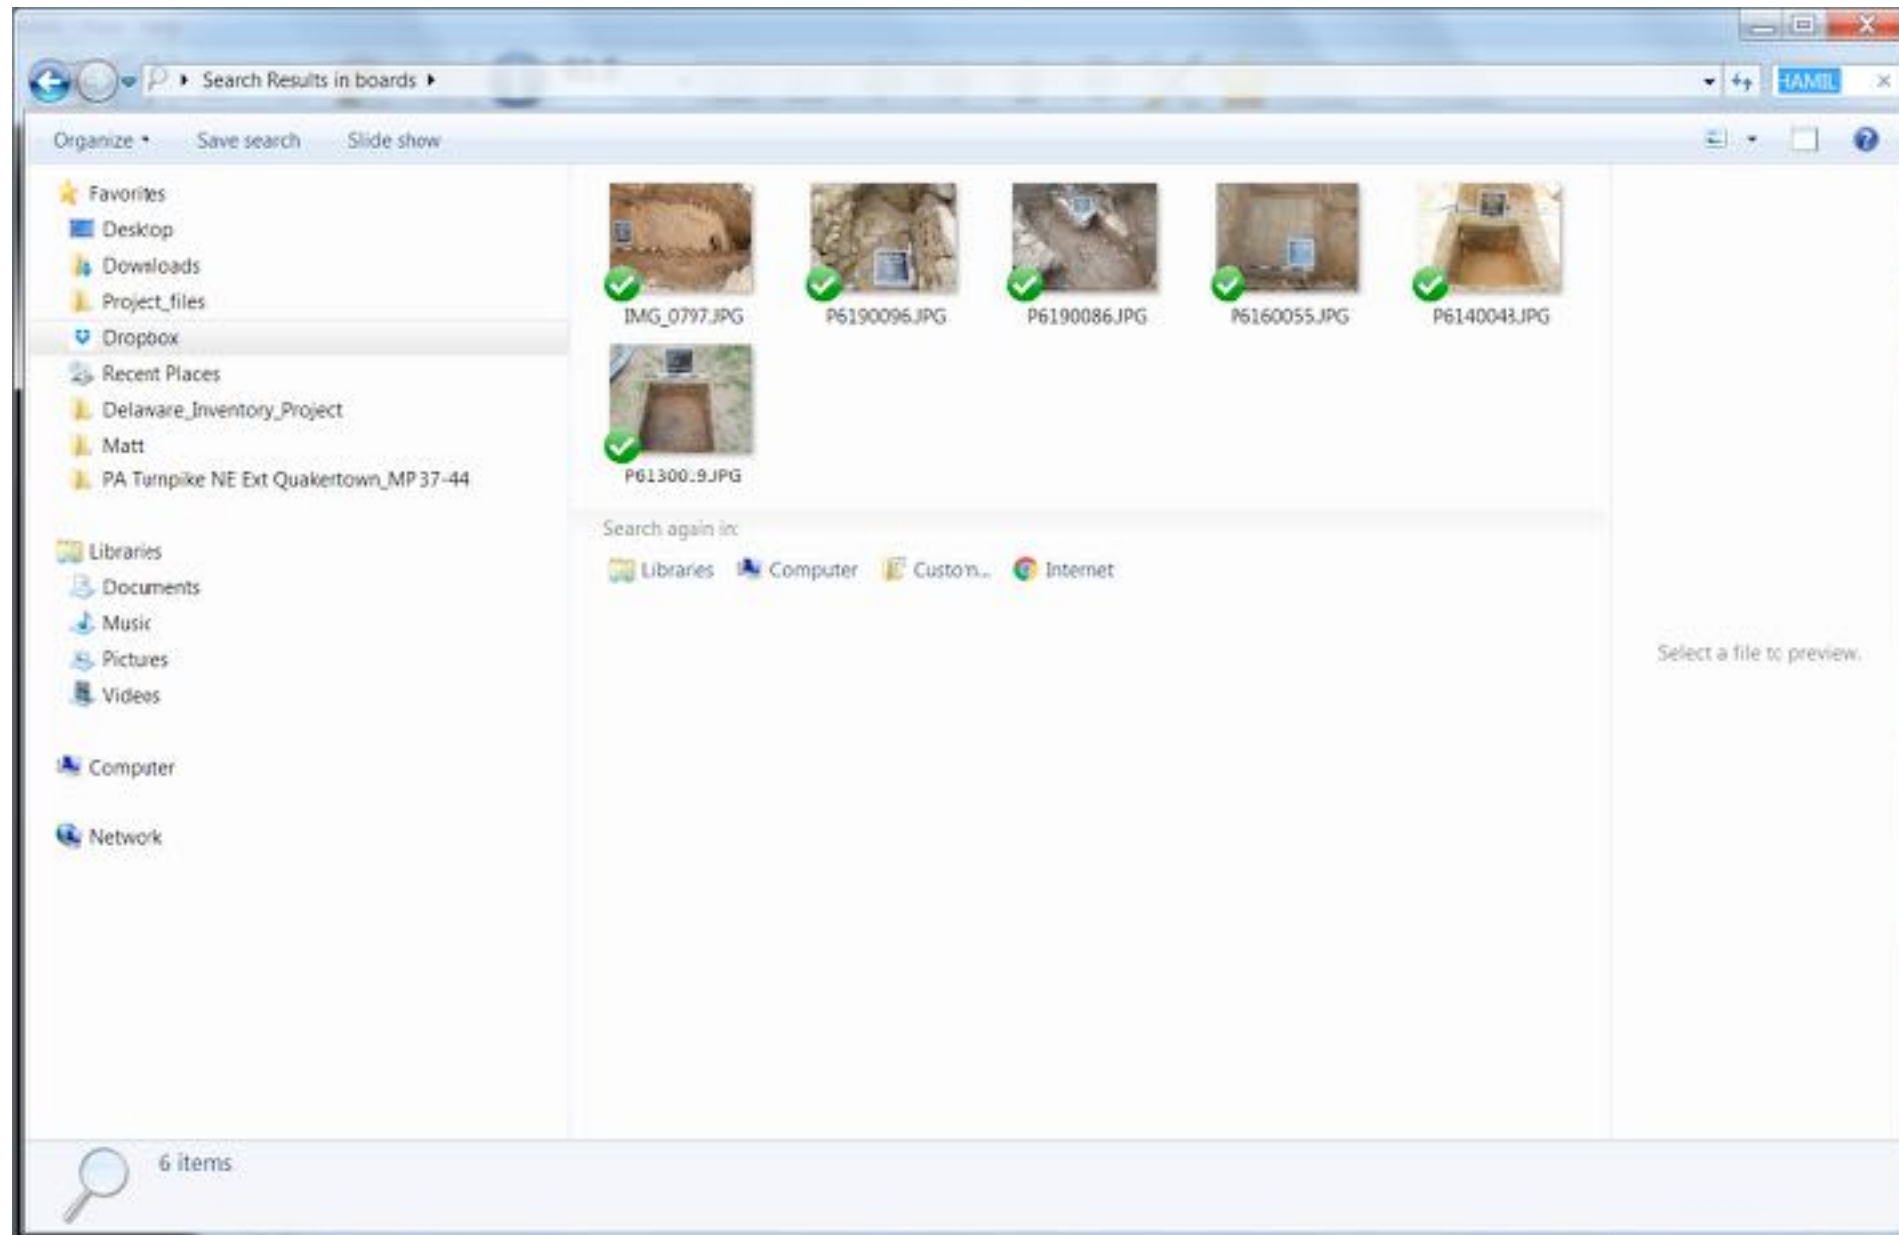 Search Results in boards
HAMIL
Organize Save search Slide show
Favorites
Desktop
Downloads
Project_files
Dropbox
Recent Places
Delaware_Inventory_Project
Matt
PA Turnpike NE Ext Quakertown_MP 37-44
Libraries
Documents
Music
Pictures
Videos
Computer
Network
IMG_0797.JPG P6190096.JPG P6190086.JPG P6160055.JPG
Search again in:
Libraries Computer Custom... Internet
Select a file to preview.
6 items